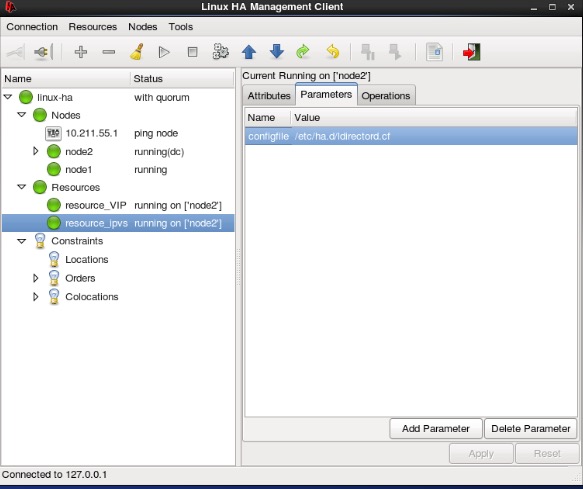 Linux HA Management Client
Connection Resources Nodes Tools
Name Status
linux-ha with quorum
Nodes
10.211.55.1 ping node
node2 running(dc)
node1 running
Resources
resource_VIP running on ['node2']
resource_ipvs running on ['node2']
Constraints
Locations
Orders
Colocations
Current Running on ['node2']
Attributes Parameters Operations
Name Value
configfile /etc/ha.d/ldirectord.cf
Add Parameter Delete Parameter
Apply Reset
Connected to 127.0.0.1